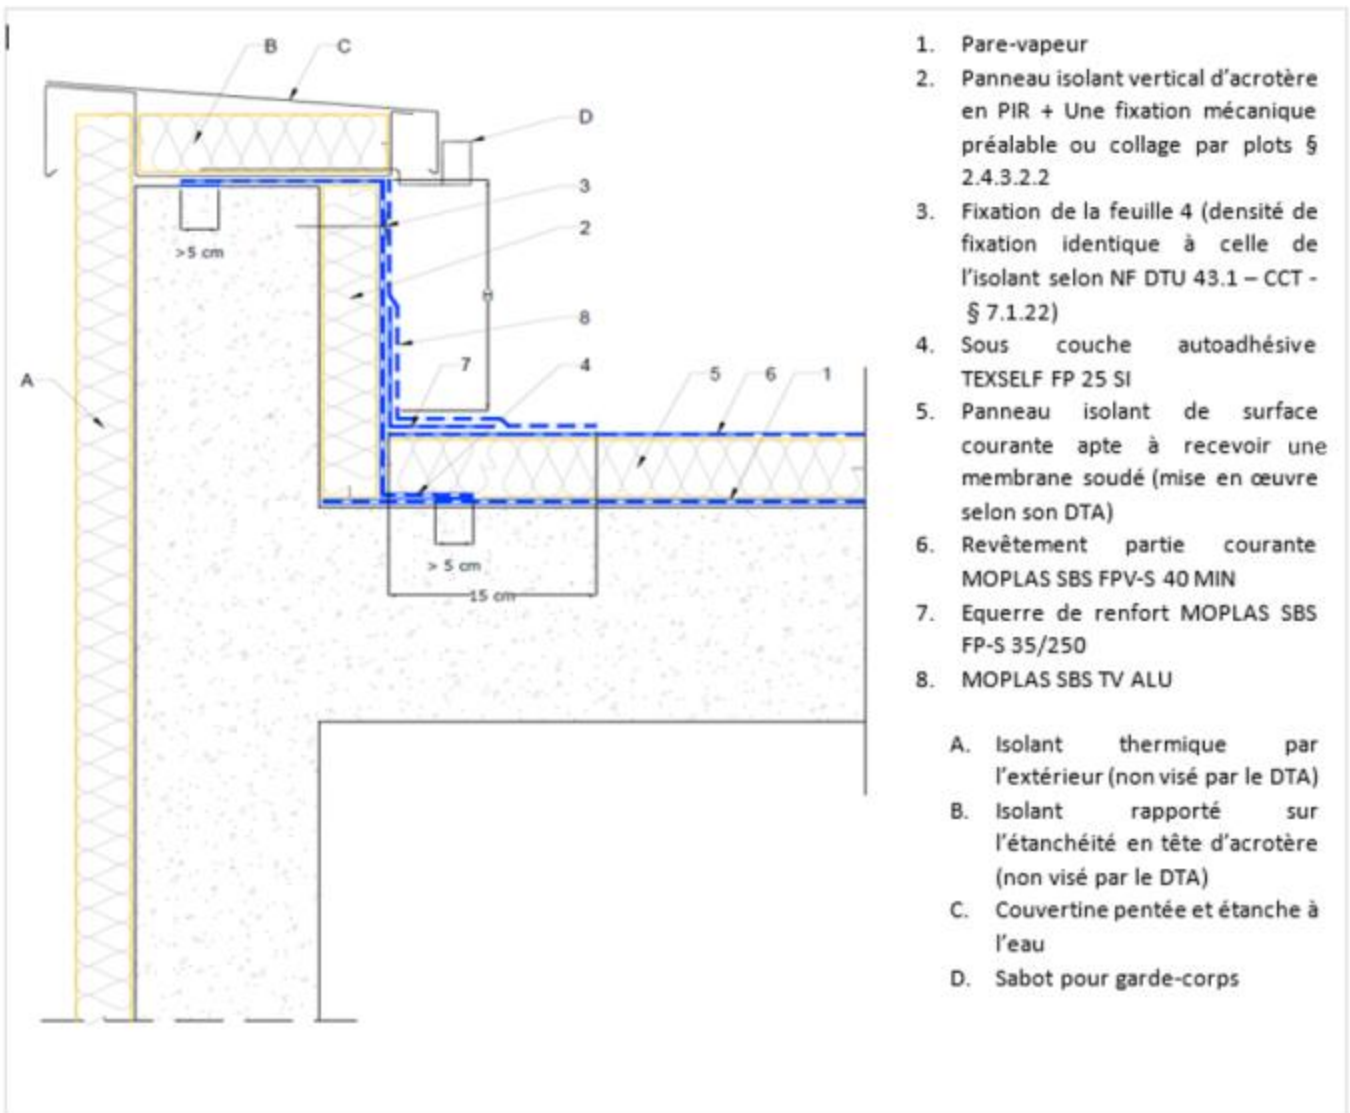 B
C
D
3
2
>5 cm
H
8
7
4
5
6
1
A
> 5 cm
15 cm
1. Pare-vapeur
2. Panneau isolant vertical d'acrotère
en PIR + Une fixation mécanique
préalable ou collage par plots §
2.4.3.2.2
3. Fixation de la feuille 4 (densité de
fixation identique à celle de
l'isolant selon NF DTU 43.1 – CCT -
§ 7.1.22)
4. Sous couche autoadhésive
TEXSELF FP 25 SI
5. Panneau isolant de surface
courante apte à recevoir une
membrane soudé (mise en œuvre
selon son DTA)
6. Revêtement partie courante
MOPLAS SBS FPV-S 40 MIN
7. Equerre de renfort MOPLAS SBS
FP-S 35/250
8. MOPLAS SBS TV ALU
A. Isolant thermique par
l'extérieur (non visé par le DTA)
B. Isolant rapporté sur
l'étanchéité en tête d'acrotère
(non visé par le DTA)
C. Couvertine pentée et étanche à
l'eau
D. Sabot pour garde-corps